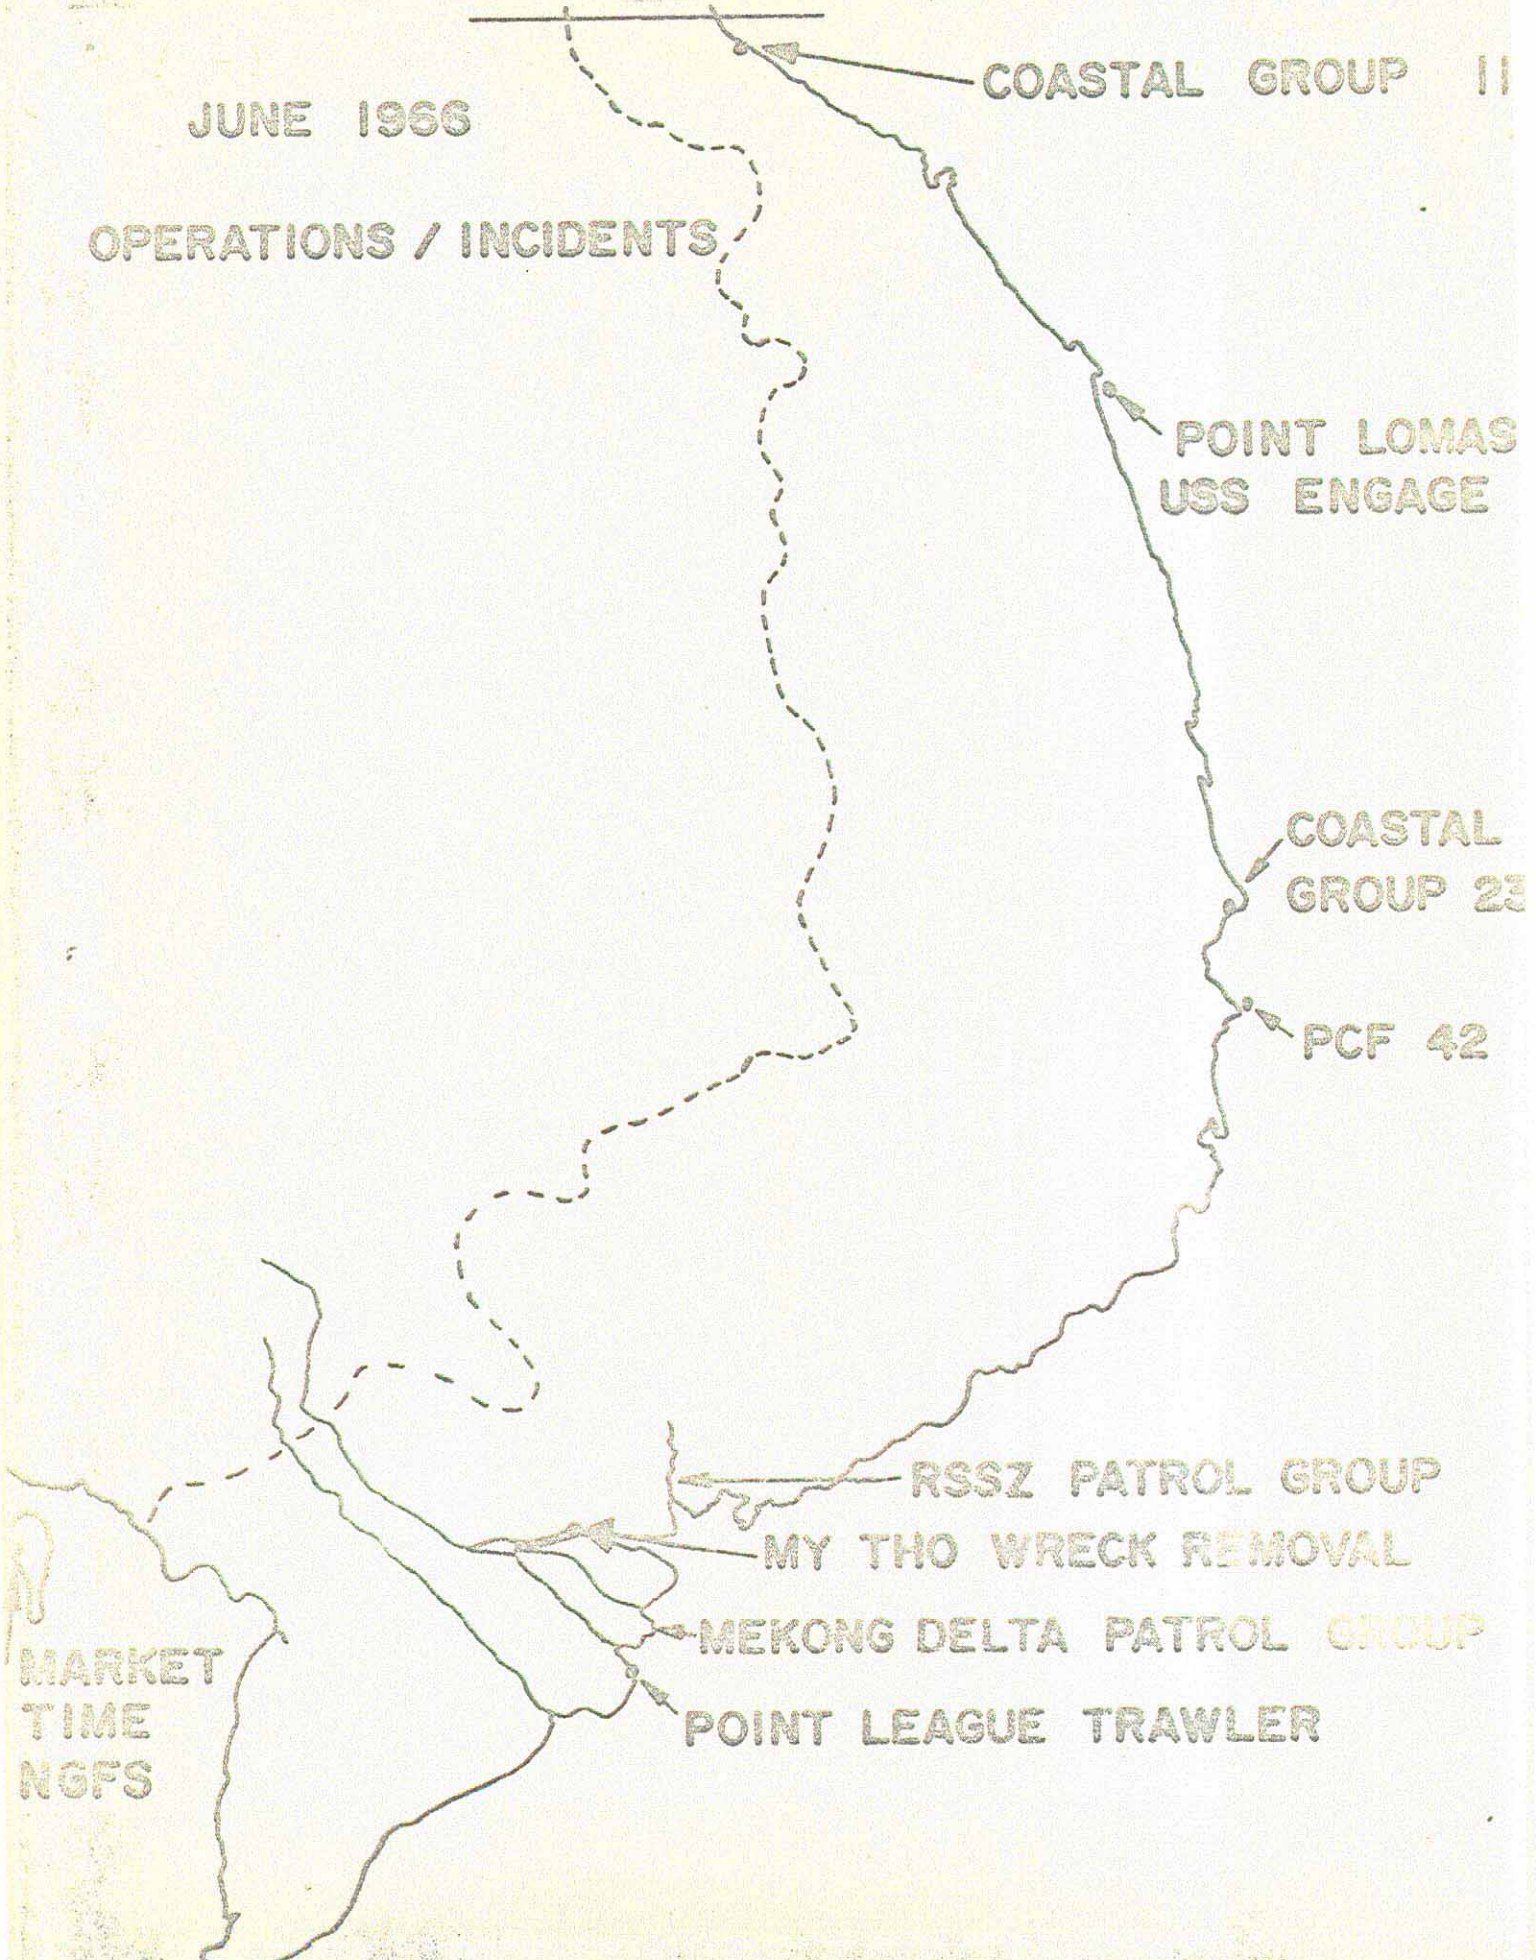 COASTAL GROUP 11
JUNE 1966
OPERATIONS / INCIDENTS
POINT LOMAS
USS ENGAGE
COASTAL
GROUP 23
PCF 42
RSSZ PATROL GROUP
MY THO WRECK REMOVAL
MEKONG DELTA PATROL GROUP
POINT LEAGUE TRAWLER
MARKET
TIME
NGFS